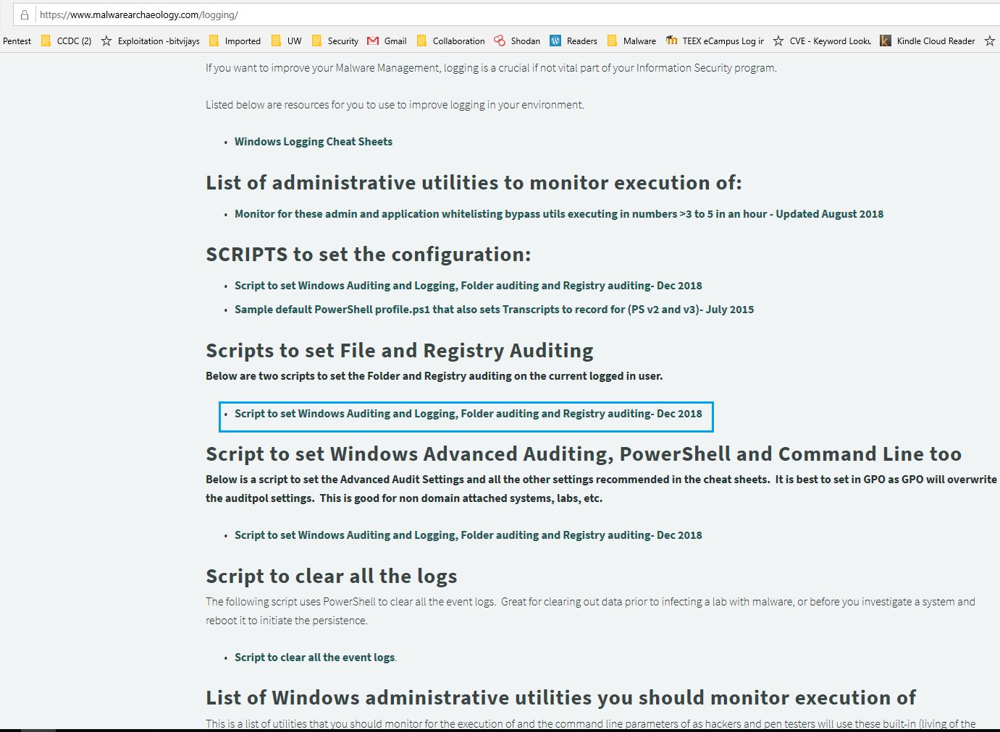 https://www.malwarearchaeology.com/logging/
Pentest CCDC (2) Exploitation -bitvijays Imported UW Security Gmail Collaboration Shodan Readers Malware TEEX eCampus Log ir CVE - Keyword Looku Kindle Cloud Reader
If you want to improve your Malware Management, logging is a crucial if not vital part of your Information Security program.
Listed below are resources for you to use to improve logging in your environment.
• Windows Logging Cheat Sheets
List of administrative utilities to monitor execution of:
• Monitor for these admin and application whitelisting bypass utils executing in numbers >3 to 5 in an hour - Updated August 2018
SCRIPTS to set the configuration:
• Script to set Windows Auditing and Logging, Folder auditing and Registry auditing- Dec 2018
• Sample default PowerShell profile.ps1 that also sets Transcripts to record for (PS v2 and v3)- July 2015
Scripts to set File and Registry Auditing
Below are two scripts to set the Folder and Registry auditing on the current logged in user.
• Script to set Windows Auditing and Logging, Folder auditing and Registry auditing- Dec 2018
Script to set Windows Advanced Auditing, PowerShell and Command Line too
Below is a script to set the Advanced Audit Settings and all the other settings recommended in the cheat sheets.  It is best to set in GPO as GPO will overwrite
the auditpol settings.  This is good for non domain attached systems, labs, etc.
• Script to set Windows Auditing and Logging, Folder auditing and Registry auditing- Dec 2018
Script to clear all the logs
The following script uses PowerShell to clear all the event logs.  Great for clearing out data prior to infecting a lab with malware, or before you investigate a system and
reboot it to initiate the persistence.
• Script to clear all the event logs.
List of Windows administrative utilities you should monitor execution of
This is a list of utilities that you should monitor for the execution of and the command line parameters of as hackers and pen testers will use these built-in (living of the